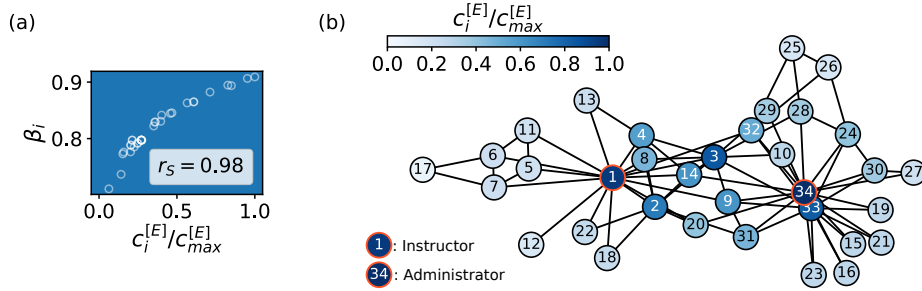 (a)
0.9
0.8
β_i
r_S = 0.98
0.0 0.5 1.0
c_i^[E]/c_max^[E]
(b)
c_i^[E]/c_max^[E]
0.0 0.2 0.4 0.6 0.8 1.0
25
26
13
29 28
11 4 32 24
6 8 3 10
17 5 14 30 27
7 1 34
2 9 33 19
22 20
12 18 31 15 21
23 16
1 : Instructor
34 : Administrator